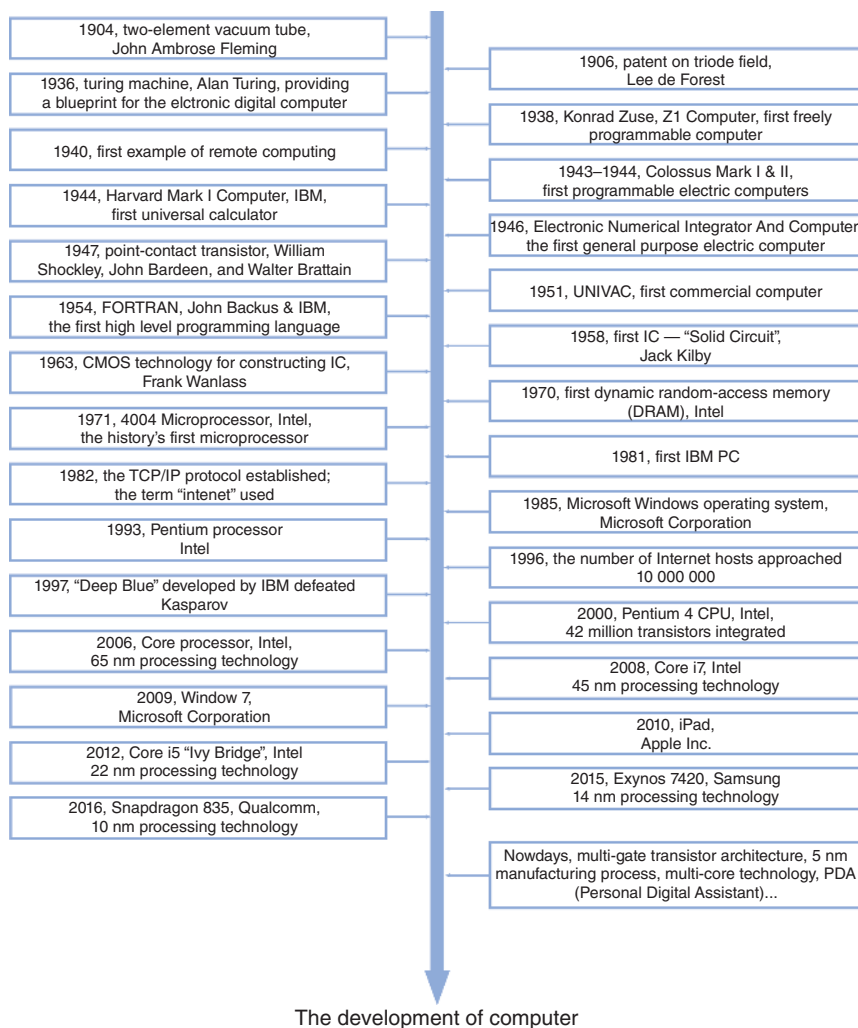 1904, two-element vacuum tube,
John Ambrose Fleming
1906, patent on triode field,
Lee de Forest
1936, turing machine, Alan Turing, providing
a blueprint for the elctronic digital computer
1938, Konrad Zuse, Z1 Computer, first freely
programmable computer
1940, first example of remote computing
1943–1944, Colossus Mark I & II,
first programmable electric computers
1944, Harvard Mark I Computer, IBM,
first universal calculator
1946, Electronic Numerical Integrator And Computer
the first general purpose electric computer
1947, point-contact transistor, William
Shockley, John Bardeen, and Walter Brattain
1951, UNIVAC, first commercial computer
1954, FORTRAN, John Backus & IBM,
the first high level programming language
1958, first IC — “Solid Circuit”,
Jack Kilby
1963, CMOS technology for constructing IC,
Frank Wanlass
1970, first dynamic random-access memory
(DRAM), Intel
1971, 4004 Microprocessor, Intel,
the history’s first microprocessor
1981, first IBM PC
1982, the TCP/IP protocol established;
the term “intenet” used
1985, Microsoft Windows operating system,
Microsoft Corporation
1993, Pentium processor
Intel
1996, the number of Internet hosts approached
10 000 000
1997, “Deep Blue” developed by IBM defeated
Kasparov
2000, Pentium 4 CPU, Intel,
42 million transistors integrated
2006, Core processor, Intel,
65 nm processing technology
2008, Core i7, Intel
45 nm processing technology
2009, Window 7,
Microsoft Corporation
2010, iPad,
Apple Inc.
2012, Core i5 “Ivy Bridge”, Intel
22 nm processing technology
2015, Exynos 7420, Samsung
14 nm processing technology
2016, Snapdragon 835, Qualcomm,
10 nm processing technology
Nowdays, multi-gate transistor architecture, 5 nm
manufacturing process, multi-core technology, PDA
(Personal Digital Assistant)...
The development of computer